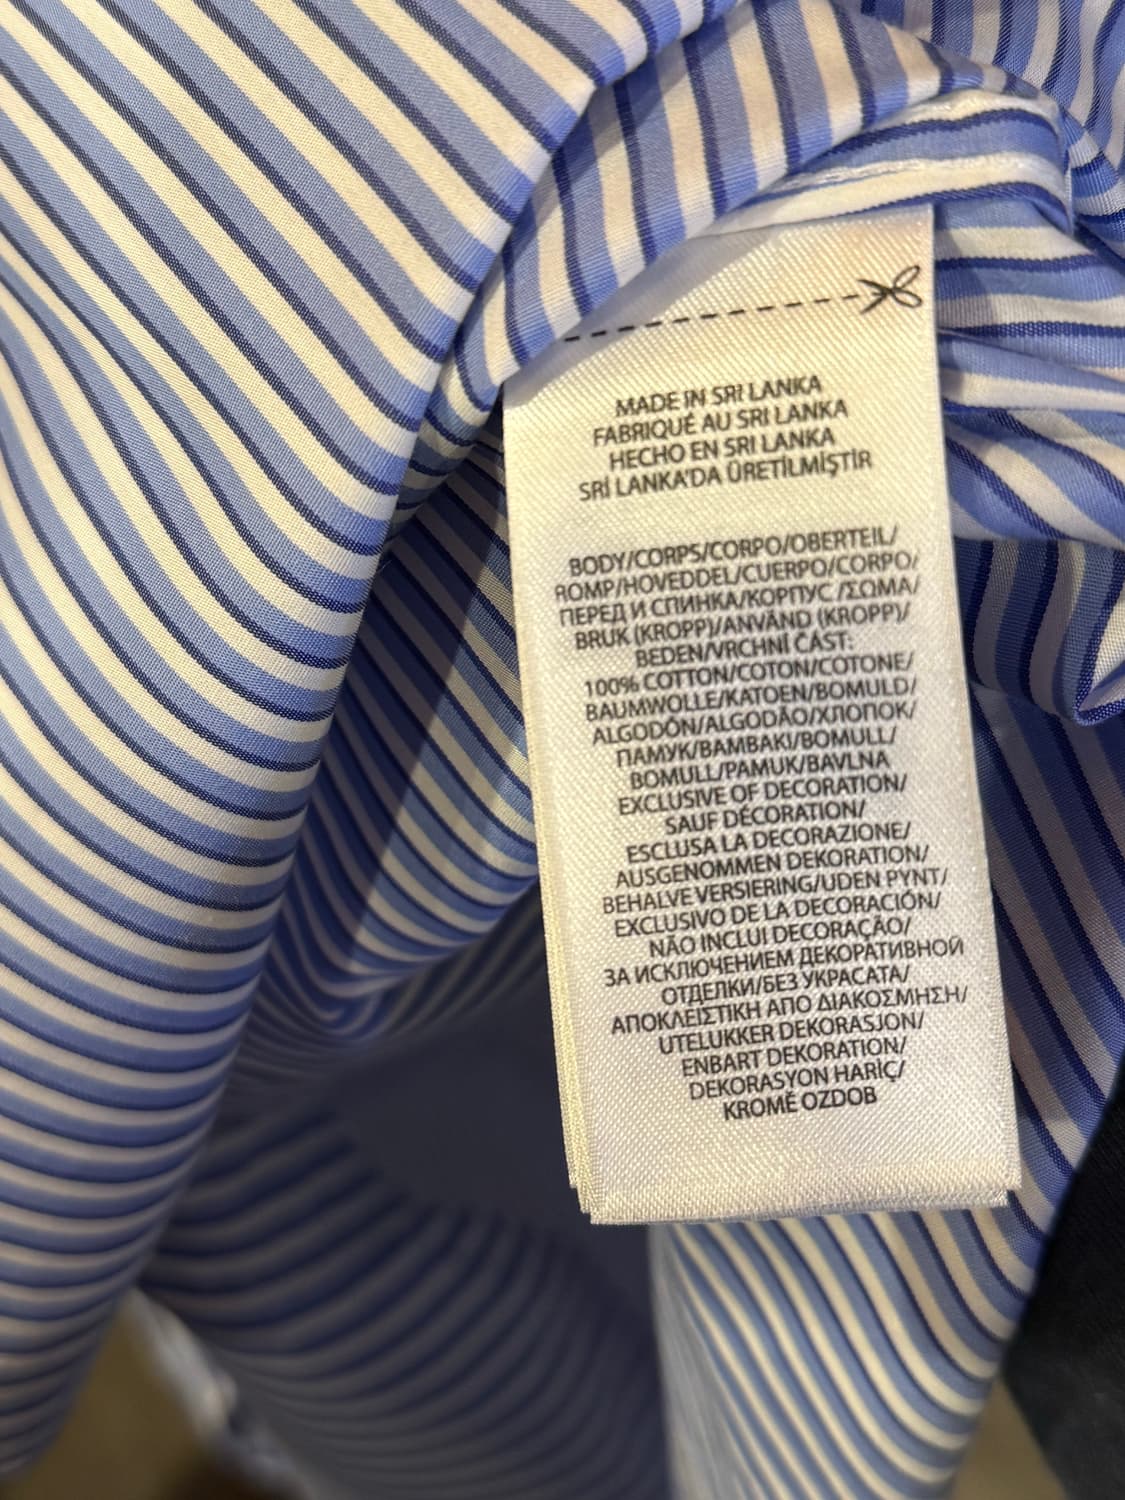 MADE IN SRI LANKA
FABRIQUÉ AU SRI LANKA
HECHO EN SRI LANKA
SRİ LANKA'DA ÜRETİLMİŞTİR
BODY/CORPS/CORPO/OBERTEIL/
ROMP/HOVEDDEL/CUERPO/CORPO/
ПЕРЕД И СПИНКА/КОРПУС /ΣΩΜΑ/
BRUK (KROPP)/ANVÄND (KROPP)/
BEDEN/VRCHNÍ ČÁST:
100% COTTON/COTON/COTONE/
BAUMWOLLE/KATOEN/BOMULD/
ALGODÓN/ALGODÃO/ХЛОПОК/
ПАМУК/ΒΑΜΒΑΚΙ/BOMULL/
BOMULL/PAMUK/BAVLNA
EXCLUSIVE OF DECORATION/
SAUF DÉCORATION/
ESCLUSA LA DECORAZIONE/
AUSGENOMMEN DEKORATION/
BEHALVE VERSIERING/UDEN PYNT/
EXCLUSIVO DE LA DECORACIÓN/
NÃO INCLUI DECORAÇÃO/
ЗА ИСКЛЮЧЕНИЕМ ДЕКОРАТИВНОЙ
ОТДЕЛКИ/БЕЗ УКРАСАТА/
ΑΠΟΚΛΕΙΣΤΙΚΗ ΑΠΟ ΔΙΑΚΟΣΜΗΣΗ/
UTELUKKER DEKORASJON/
ENBART DEKORATION/
DEKORASYON HARİÇ/
KROMĚ OZDOB